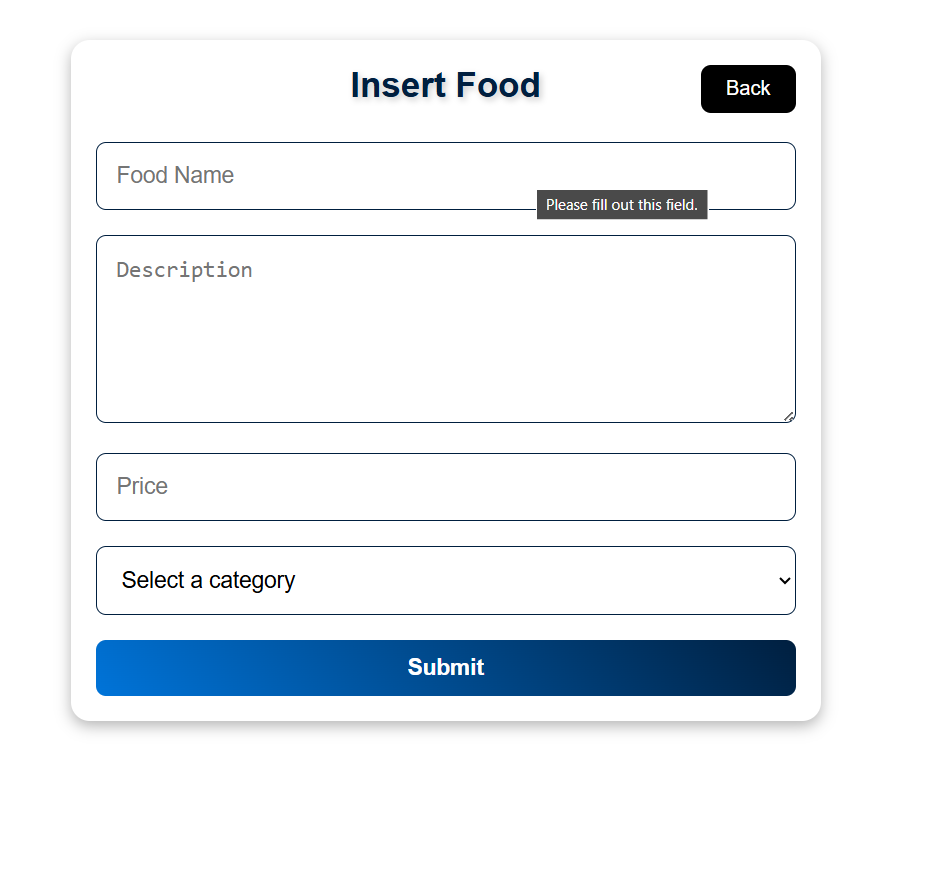 Insert Food
Back
Food Name
Please fill out this field.
Description
Price
Select a category
Submit